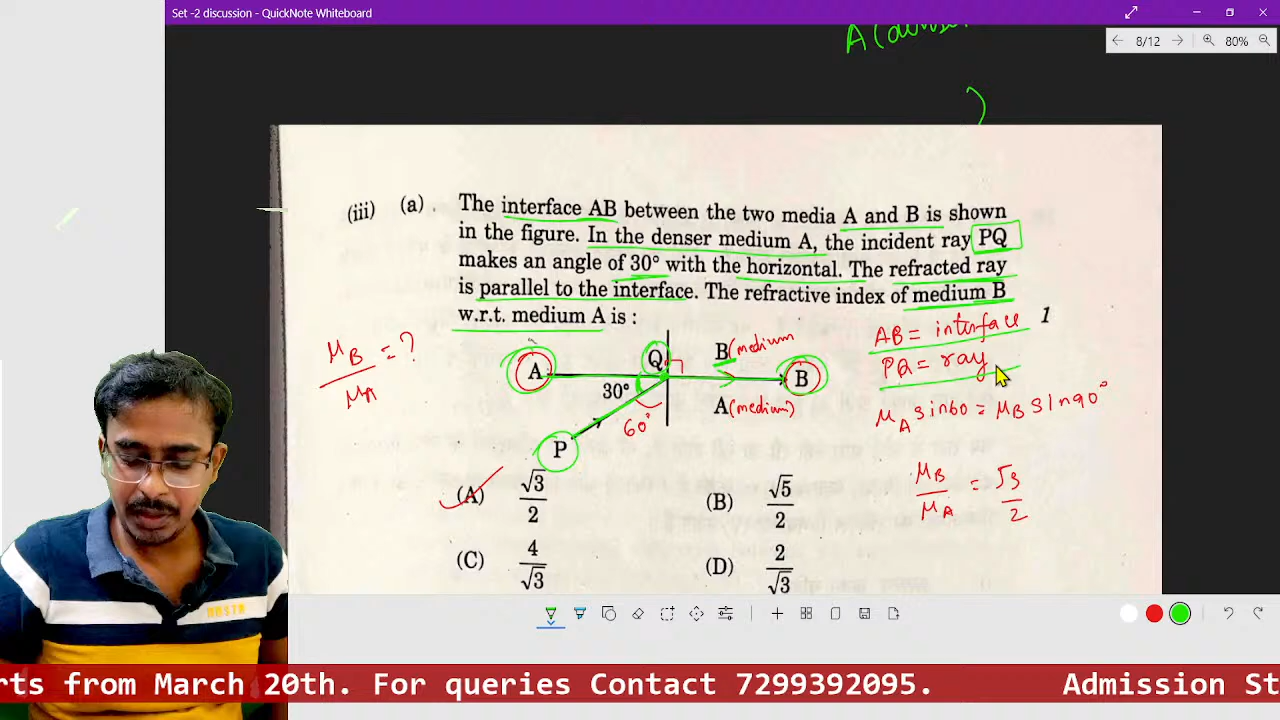 Set -2 discussion - QuickNote Whiteboard
8/12
80%
(iii) (a) The interface AB between the two media A and B is shown
in the figure. In the denser medium A, the incident ray PQ
makes an angle of 30° with the horizontal. The refracted ray
is parallel to the interface. The refractive index of medium B
w.r.t. medium A is : 1
μB/μA = ?
A
Q
B
B(medium
A(medium)
30°
60°
P
AB = interface
PQ = ray
μA sin60 = μB sin90°
μB/μA = √3/2
(A) √3/2
(B) √5/2
(C) 4/√3
(D) 2/√3
rts from March 20th. For queries Contact 7299392095. Admission St